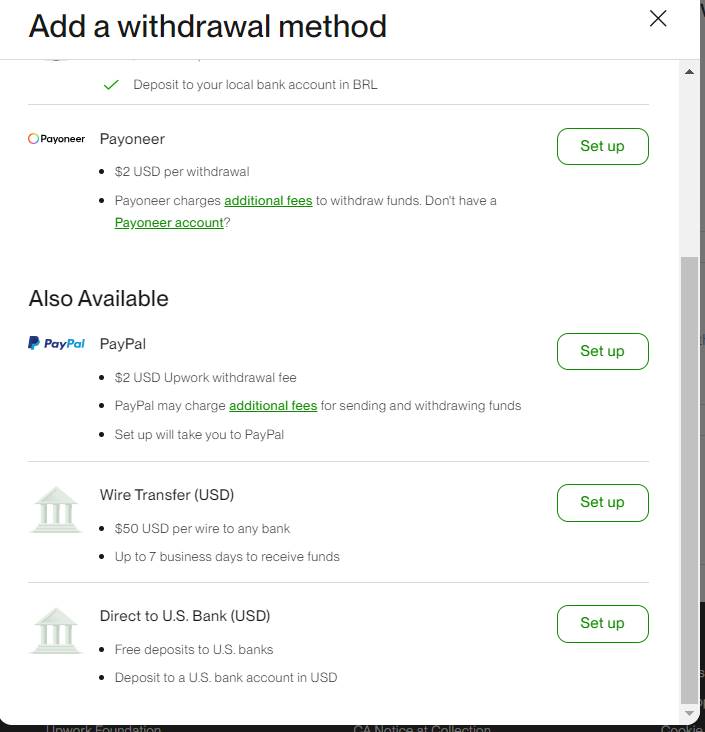 Add a withdrawal method
Deposit to your local bank account in BRL
Payoneer Payoneer Set up
$2 USD per withdrawal
Payoneer charges additional fees to withdraw funds. Don't have a
Payoneer account?
Also Available
PayPal PayPal Set up
$2 USD Upwork withdrawal fee
PayPal may charge additional fees for sending and withdrawing funds
Set up will take you to PayPal
Wire Transfer (USD) Set up
$50 USD per wire to any bank
Up to 7 business days to receive funds
Direct to U.S. Bank (USD) Set up
Free deposits to U.S. banks
Deposit to a U.S. bank account in USD
Upwork Foundation CA Notice at Collection Cookie